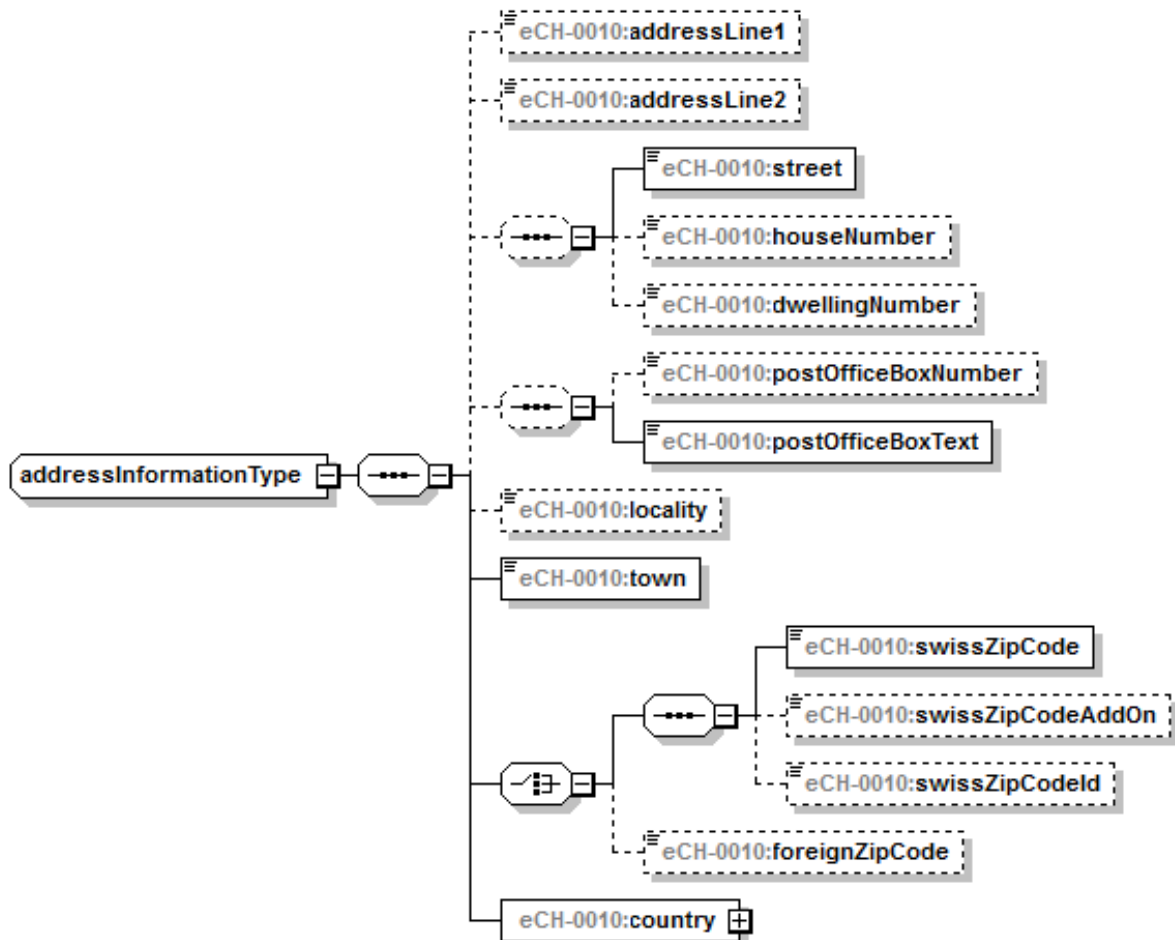 eCH-0010:addressLine1
eCH-0010:addressLine2
eCH-0010:street
eCH-0010:houseNumber
eCH-0010:dwellingNumber
eCH-0010:postOfficeBoxNumber
eCH-0010:postOfficeBoxText
addressInformationType
eCH-0010:locality
eCH-0010:town
eCH-0010:swissZipCode
eCH-0010:swissZipCodeAddOn
eCH-0010:swissZipCodeId
eCH-0010:foreignZipCode
eCH-0010:country